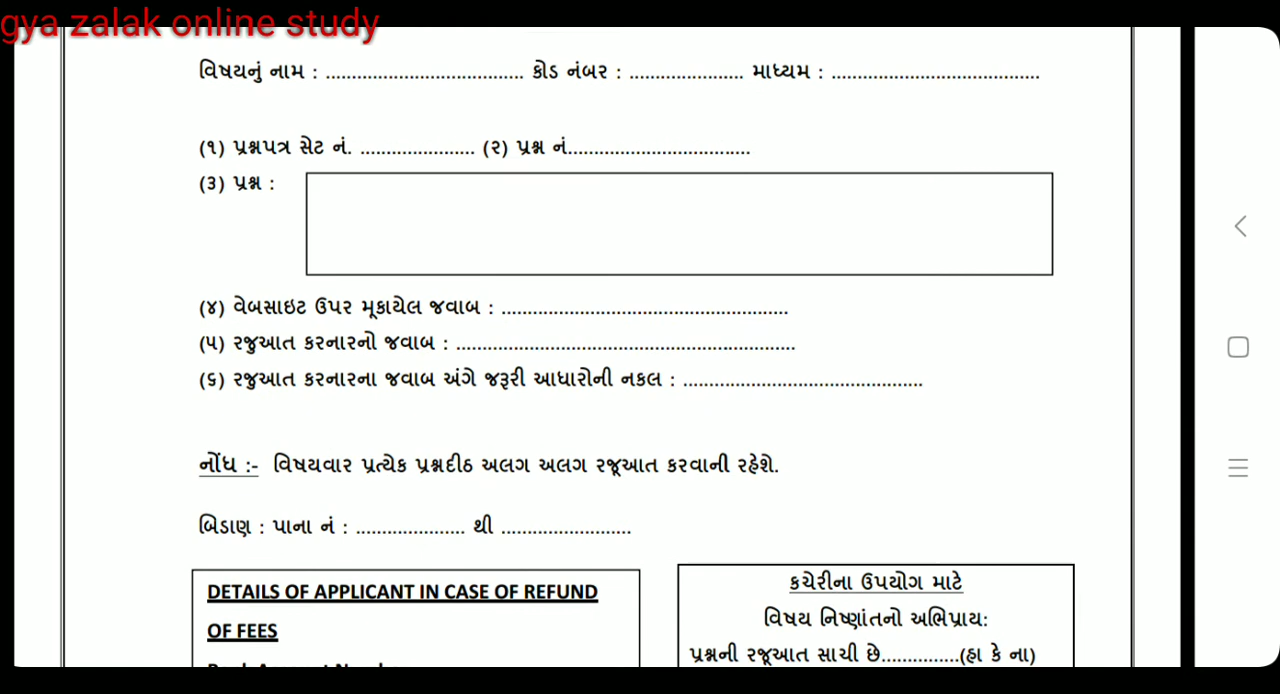 gya zalak online study
વિષયનું નામ : ...................................... કોડ નંબર : ...................... માધ્યમ : ........................................
(૧) પ્રશ્નપત્ર સેટ નં. ...................... (૨) પ્રશ્ન નં...................................
(૩) પ્રશ્ન :
(૪) વેબસાઇટ ઉપર મૂકાયેલ જવાબ : .......................................................
(૫) રજુઆત કરનારનો જવાબ : .................................................................
(૬) રજુઆત કરનારના જવાબ અંગે જરૂરી આધારોની નકલ : ..............................................
નોંધ :- વિષયવાર પ્રત્યેક પ્રશ્નદીઠ અલગ અલગ રજૂઆત કરવાની રહેશે.
બિડાણ : પાના નં : ..................... થી .........................
DETAILS OF APPLICANT IN CASE OF REFUND
OF FEES
કચેરીના ઉપયોગ માટે
વિષય નિષ્ણાંતનો અભિપ્રાય:
પ્રશ્નની રજૂઆત સાચી છે...............(હા કે ના)